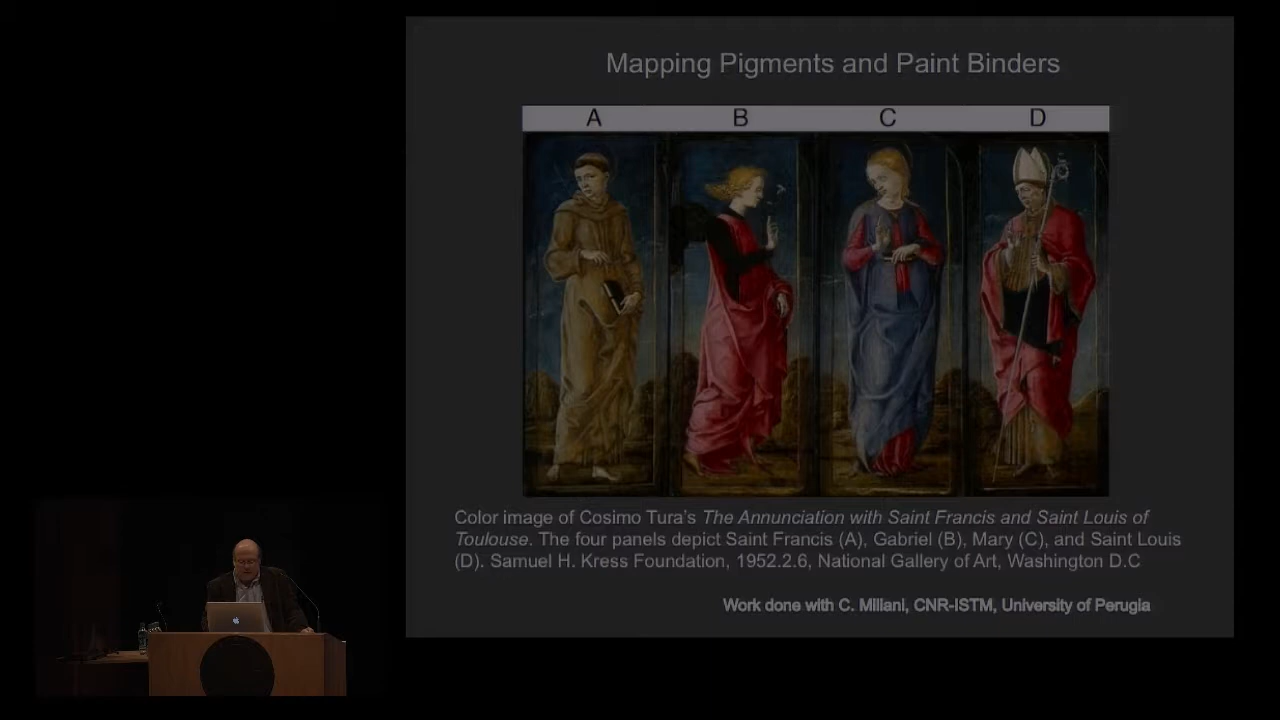 Mapping Pigments and Paint Binders
A B C D
Color image of Cosimo Tura's The Annunciation with Saint Francis and Saint Louis of
Toulouse. The four panels depict Saint Francis (A), Gabriel (B), Mary (C), and Saint Louis
(D). Samuel H. Kress Foundation, 1952.2.6, National Gallery of Art, Washington D.C
Work done with C. Miliani, CNR-ISTM, University of Perugia